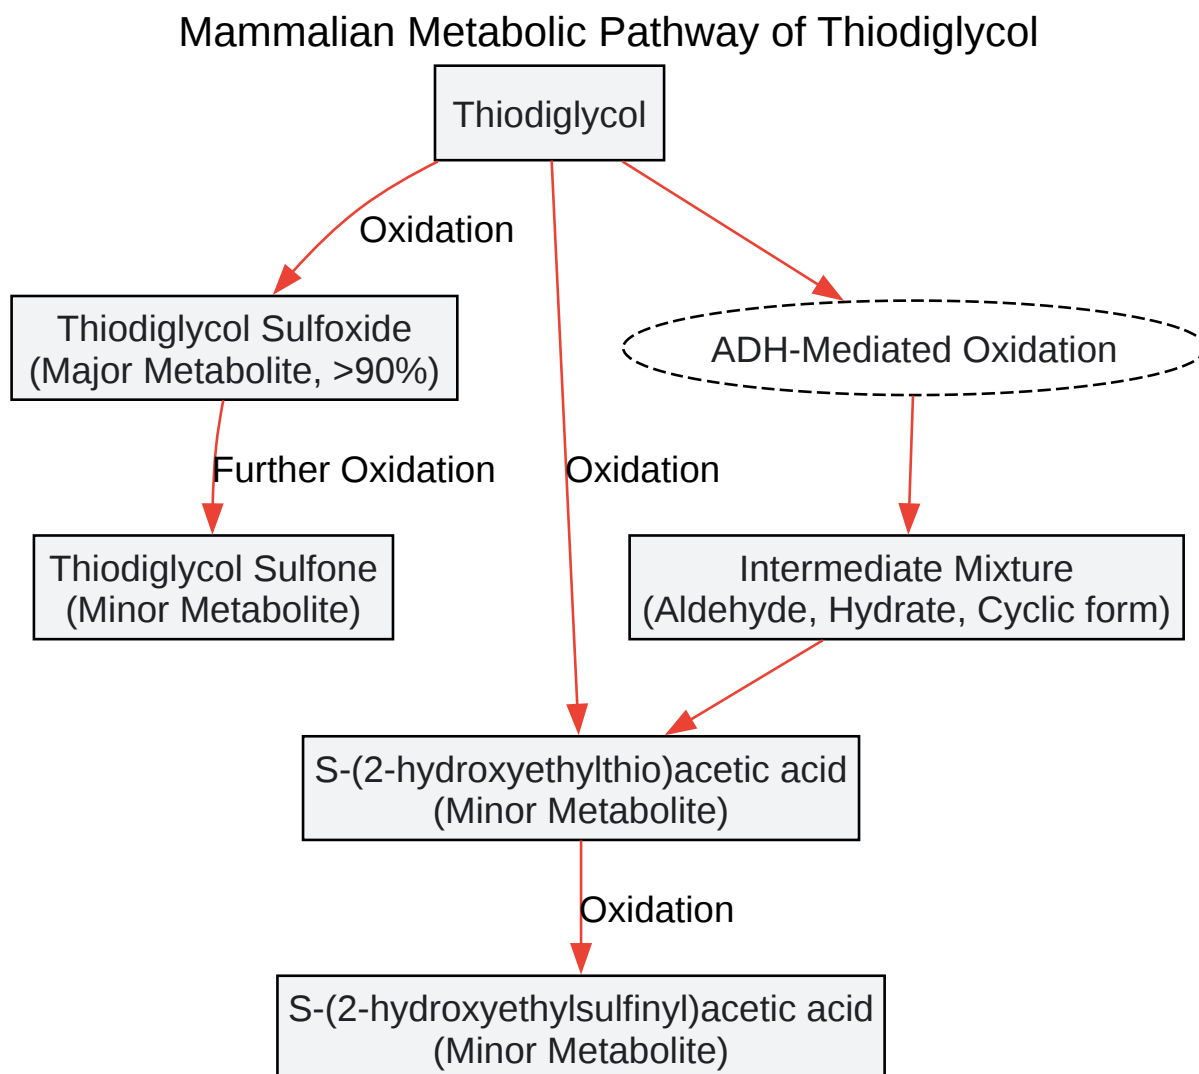 Mammalian Metabolic Pathway of Thiodiglycol
Thiodiglycol
Oxidation
Thiodiglycol Sulfoxide
(Major Metabolite, >90%)
ADH-Mediated Oxidation
Further Oxidation
Oxidation
Thiodiglycol Sulfone
(Minor Metabolite)
Intermediate Mixture
(Aldehyde, Hydrate, Cyclic form)
S-(2-hydroxyethylthio)acetic acid
(Minor Metabolite)
Oxidation
S-(2-hydroxyethylsulfinyl)acetic acid
(Minor Metabolite)